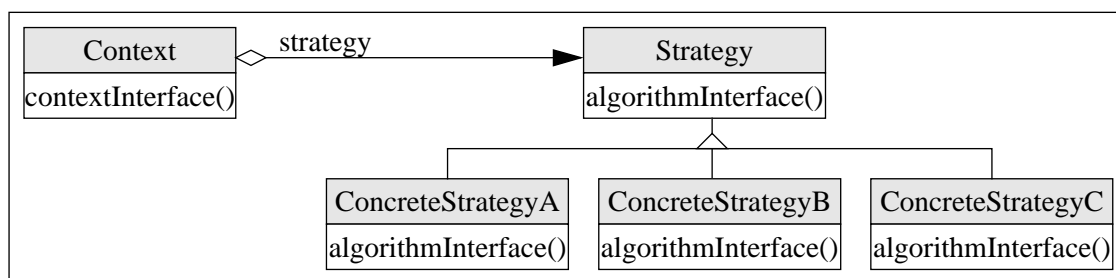 Context
strategy
Strategy
contextInterface()
algorithmInterface()
ConcreteStrategyA
ConcreteStrategyB
ConcreteStrategyC
algorithmInterface()
algorithmInterface()
algorithmInterface()